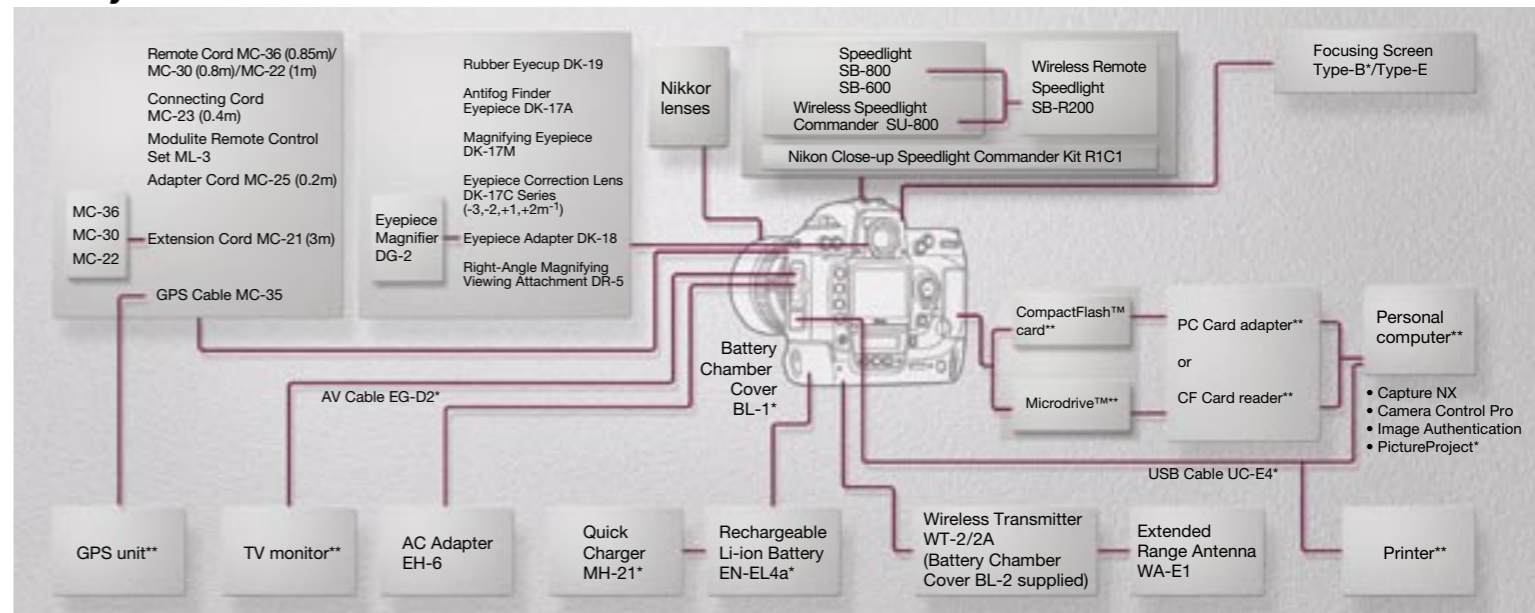 Remote Cord MC-36 (0.85m)/
MC-30 (0.8m)/MC-22 (1m)
Connecting Cord
MC-23 (0.4m)
Modulite Remote Control
Set ML-3
Adapter Cord MC-25 (0.2m)
MC-36
MC-30
MC-22
Extension Cord MC-21 (3m)
GPS Cable MC-35
Rubber Eyecup DK-19
Antifog Finder
Eyepiece DK-17A
Magnifying Eyepiece
DK-17M
Eyepiece Correction Lens
DK-17C Series
(-3,-2,+1,+2m⁻¹)
Eyepiece
Magnifier
DG-2
Eyepiece Adapter DK-18
Right-Angle Magnifying
Viewing Attachment DR-5
Nikkor
lenses
Speedlight
SB-800
SB-600
Wireless Speedlight
Commander SU-800
Wireless Remote
Speedlight
SB-R200
Nikon Close-up Speedlight Commander Kit R1C1
Focusing Screen
Type-B*/Type-E
Battery
Chamber
Cover
BL-1*
AV Cable EG-D2*
CompactFlash™
card**
Microdrive™**
PC Card adapter**
or
CF Card reader**
Personal
computer**
• Capture NX
• Camera Control Pro
• Image Authentication
• PictureProject*
USB Cable UC-E4*
GPS unit**
TV monitor**
AC Adapter
EH-6
Quick
Charger
MH-21*
Rechargeable
Li-ion Battery
EN-EL4a*
Wireless Transmitter
WT-2/2A
(Battery Chamber
Cover BL-2 supplied)
Extended
Range Antenna
WA-E1
Printer**